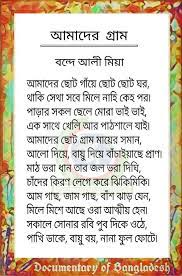 আমাদের গ্রাম
বন্দে আলী মিয়া
আমাদের ছোট গাঁয়ে ছোট ছোট ঘর,
থাকি সেথা সবে মিলে নাহি কেহ পর।
পাড়ার সকল ছেলে মোরা ভাই ভাই,
এক সাথে খেলি আর পাঠশালে যাই।
আমাদের ছোট গ্রাম মায়ের সমান,
আলো দিয়ে, বায়ু দিয়ে বাঁচাইয়াছে প্রাণ।
মাঠ ভরা ধান তার জল ভরা দিঘি,
চাঁদের কিরণ লেগে করে ঝিকিমিকি।
আম গাছ, জাম গাছ, বাঁশ ঝাড় যেন,
মিলে মিশে আছে ওরা আত্মীয় হেন।
সকালে সোনার রবি পুব দিকে ওঠে,
পাখি ডাকে, বায়ু বয়, নানা ফুল ফোটে।
Documentary of Bangladesh